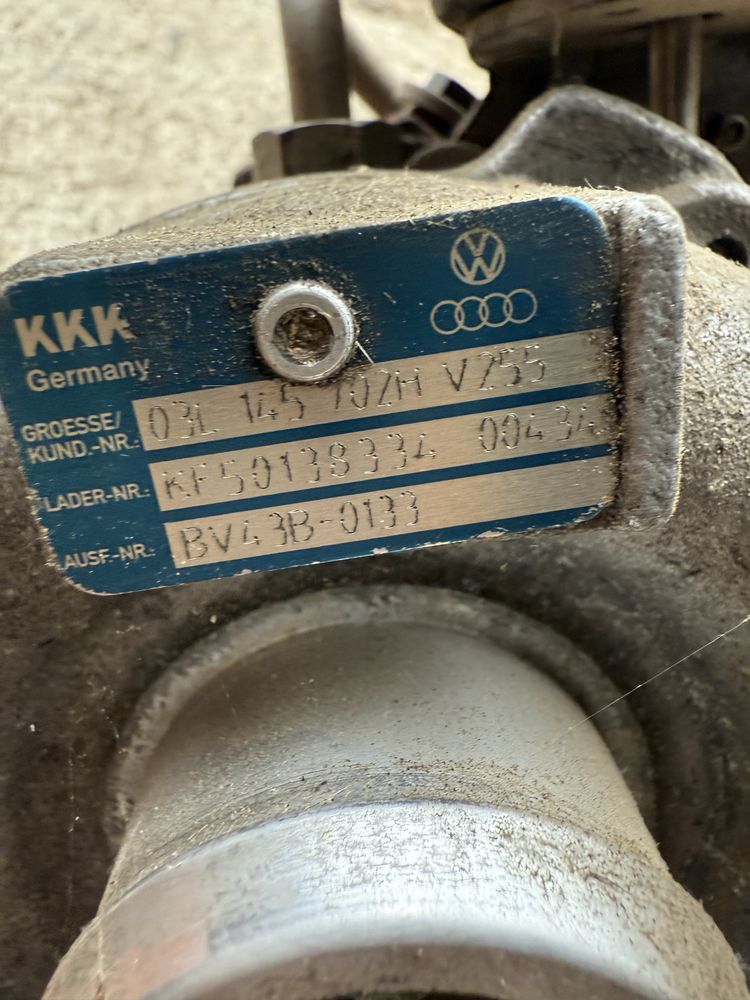 KKK
Germany
GROESSE/
KUND.-NR.: 03L 145 702H V255
LADER-NR.: KF50138334 00434
AUSF.-NR.: BV43B-0133